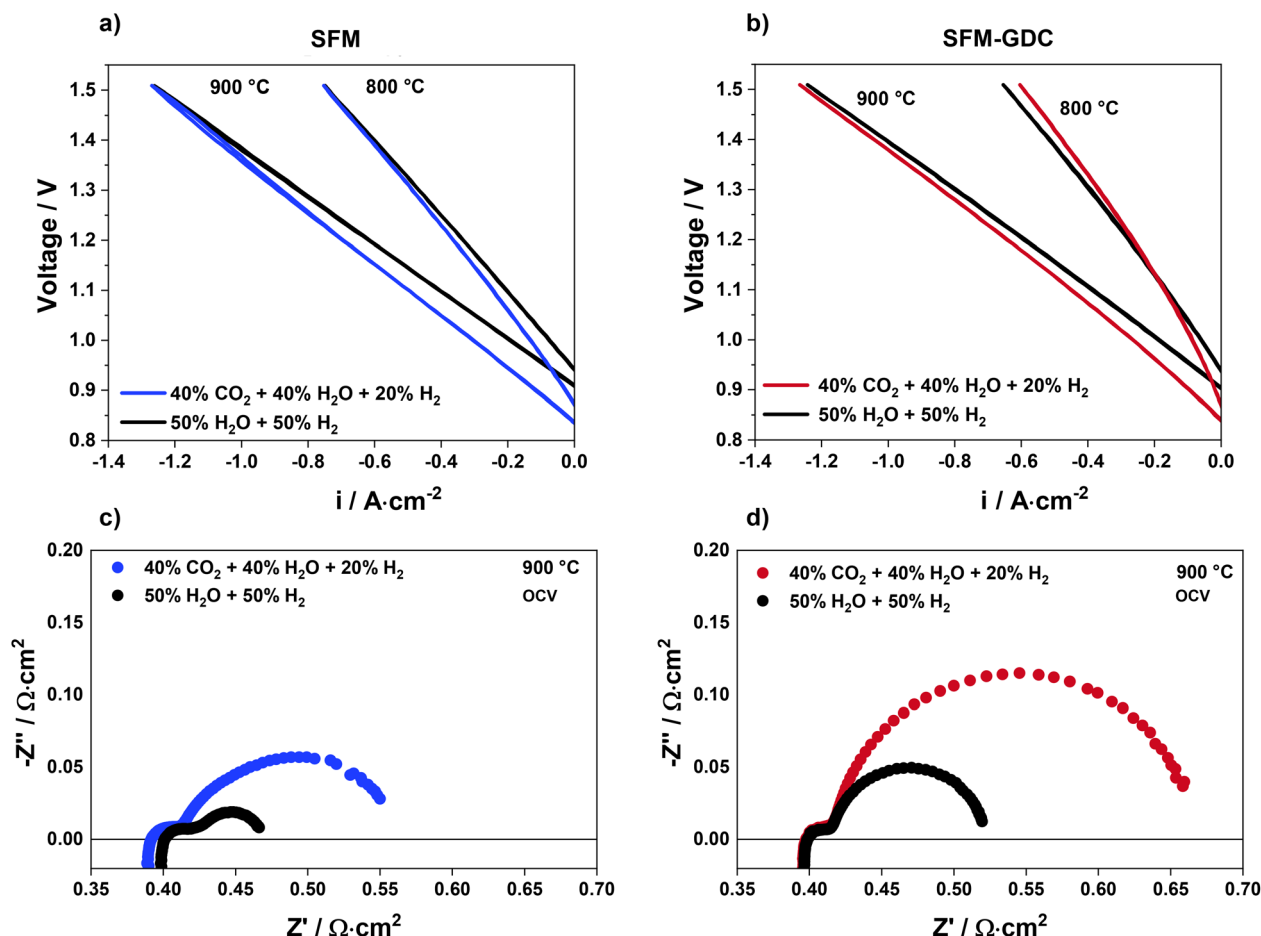 a)
SFM
900 °C
800 °C
1.5
1.4
1.3
1.2
1.1
1.0
0.9
0.8
Voltage / V
40% CO₂ + 40% H₂O + 20% H₂
50% H₂O + 50% H₂
-1.4 -1.2 -1.0 -0.8 -0.6 -0.4 -0.2 0.0
i / A·cm⁻²
b)
SFM-GDC
900 °C
800 °C
1.5
1.4
1.3
1.2
1.1
1.0
0.9
0.8
Voltage / V
40% CO₂ + 40% H₂O + 20% H₂
50% H₂O + 50% H₂
-1.4 -1.2 -1.0 -0.8 -0.6 -0.4 -0.2 0.0
i / A·cm⁻²
c)
0.20
0.15
0.10
0.05
0.00
-Z'' / Ω·cm²
40% CO₂ + 40% H₂O + 20% H₂
50% H₂O + 50% H₂
900 °C
OCV
0.35 0.40 0.45 0.50 0.55 0.60 0.65 0.70
Z' / Ω·cm²
d)
0.20
0.15
0.10
0.05
0.00
-Z'' / Ω·cm²
40% CO₂ + 40% H₂O + 20% H₂
50% H₂O + 50% H₂
900 °C
OCV
0.35 0.40 0.45 0.50 0.55 0.60 0.65 0.70
Z' / Ω·cm²